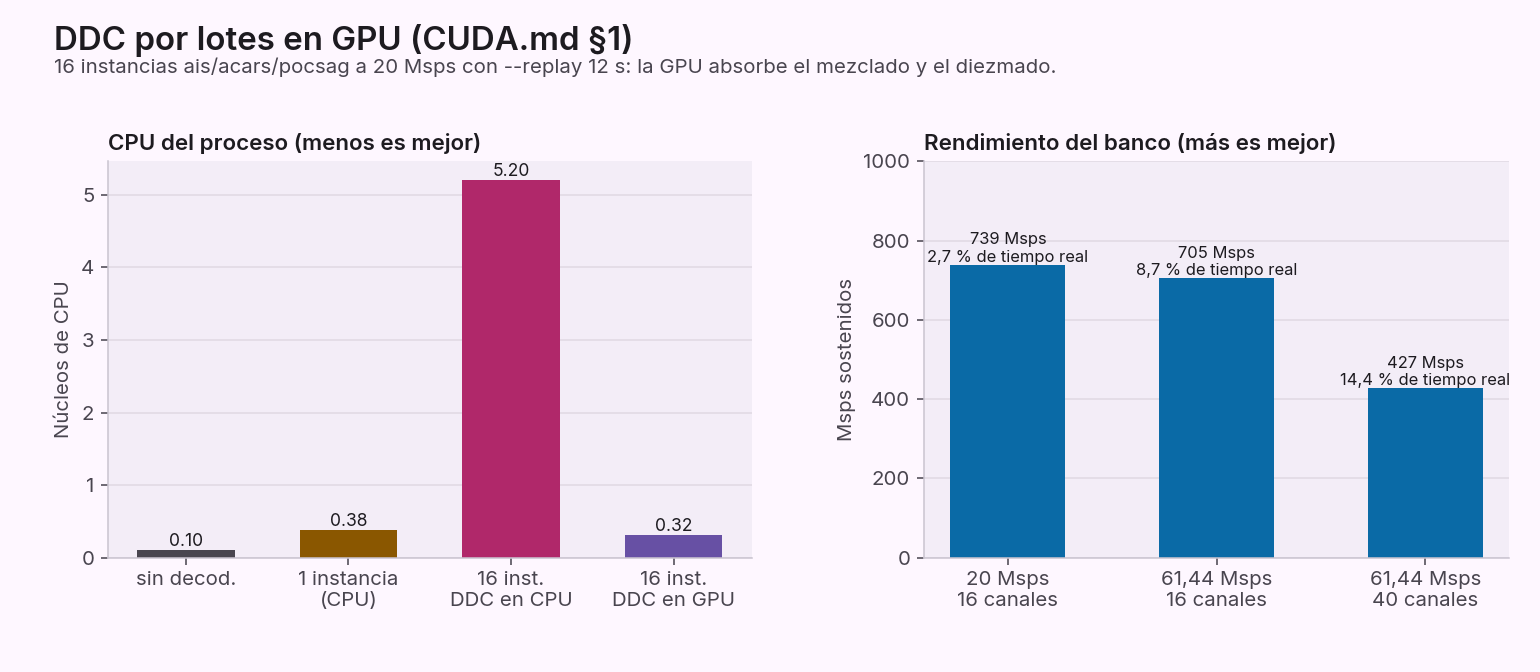 DDC por lotes en GPU (CUDA.md §1)
16 instancias ais/acars/pocsag a 20 Msps con --replay 12 s: la GPU absorbe el mezclado y el diezmado.
CPU del proceso (menos es mejor)
Núcleos de CPU
5
4
3
2
1
0
0.10
0.38
5.20
0.32
sin decod.
1 instancia
(CPU)
16 inst.
DDC en CPU
16 inst.
DDC en GPU
Rendimiento del banco (más es mejor)
Msps sostenidos
1000
800
600
400
200
0
739 Msps
2,7 % de tiempo real
705 Msps
8,7 % de tiempo real
427 Msps
14,4 % de tiempo real
20 Msps
16 canales
61,44 Msps
16 canales
61,44 Msps
40 canales